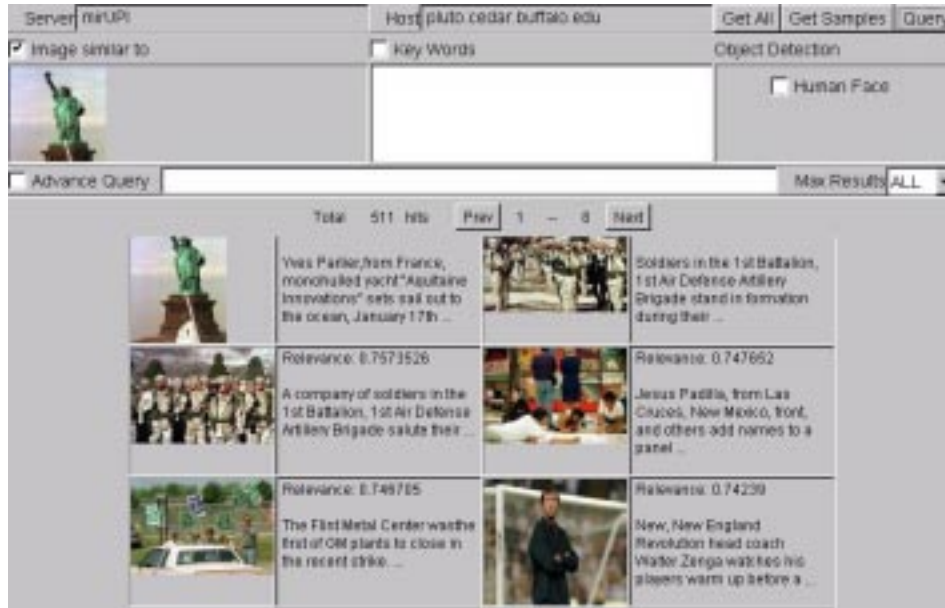 Server mirUPI Host pluto.cedar.buffalo.edu Get All Get Samples Query
Image similar to Key Words Object Detection
Human Face
Advance Query Max Results ALL
Total 511 hits Prev 1 – 8 Next
Yves Parlier,from France,
monohulled yacht "Aquitaine
Innovations" sets sail out to
the ocean, January 17th ...
Soldiers in the 1st Battalion,
1st Air Defense Artillery
Brigade stand in formation
during their ...
Relevance: 0.7573526
A company of soldiers in the
1st Battalion, 1st Air Defense
Artillery Brigade salute their ...
Relevance: 0.747652
Jesus Padilla, from Las
Cruces, New Mexico, front,
and others add names to a
panel ...
Relevance: 0.746705
The Flint Metal Center wasthe
first of GM plants to close in
the recent strike. ...
Relevance: 0.74239
New, New England
Revolution head coach
Walter Zenga watches his
players warm up before a ...